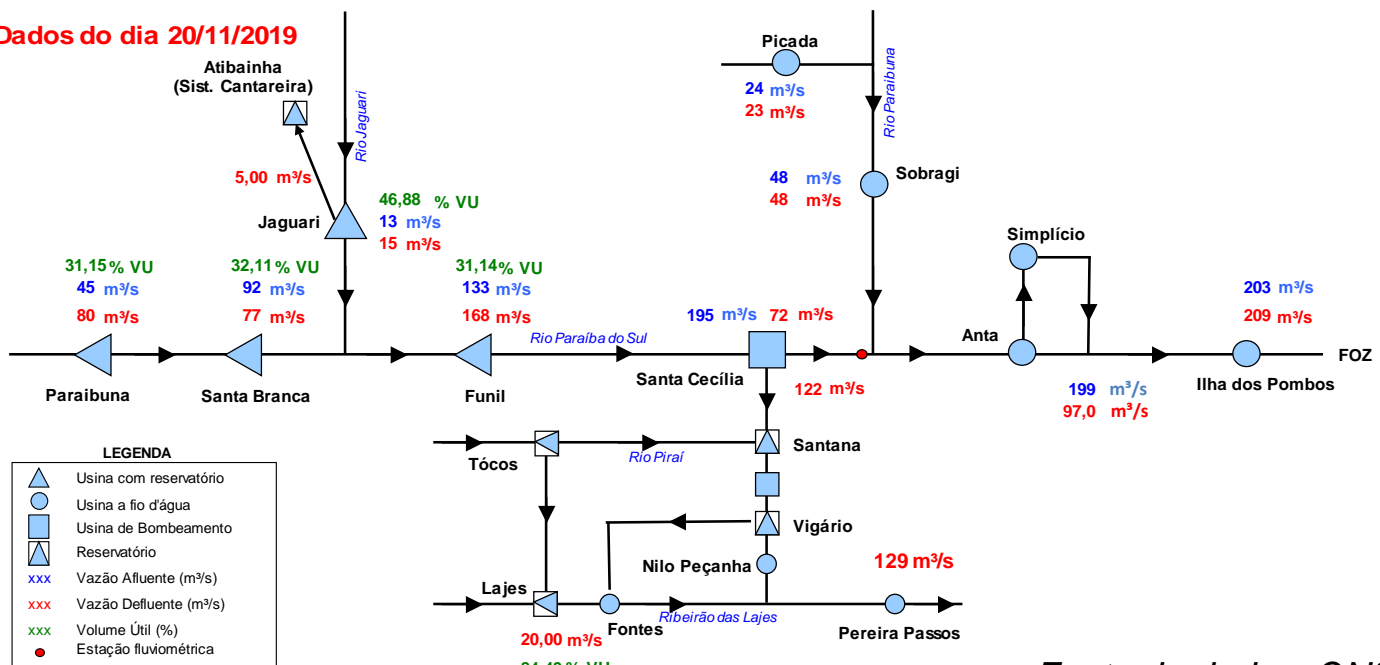 Dados do dia 20/11/2019
Atibainha
(Sist. Cantareira)
Rio Jaguari
5,00 m³/s
Jaguari
46,88 % VU
13 m³/s
15 m³/s
Picada
24 m³/s
23 m³/s
Rio Paraibuna
48 m³/s
48 m³/s
Sobragi
31,15 % VU
45 m³/s
80 m³/s
Paraibuna
32,11 % VU
92 m³/s
77 m³/s
Santa Branca
31,14 % VU
133 m³/s
168 m³/s
Funil
Rio Paraíba do Sul
195 m³/s 72 m³/s
Santa Cecília
122 m³/s
Simplício
Anta
199 m³/s
97,0 m³/s
203 m³/s
209 m³/s
Ilha dos Pombos
FOZ
Tócos
Rio Piraí
Santana
Vigário
Nilo Peçanha
129 m³/s
Lajes
Fontes
Ribeirão das Lajes
Pereira Passos
20,00 m³/s
LEGENDA
Usina com reservatório
Usina a fio d'água
Usina de Bombeamento
Reservatório
xxx Vazão Afluente (m³/s)
xxx Vazão Defluente (m³/s)
xxx Volume Útil (%)
Estação fluviométrica